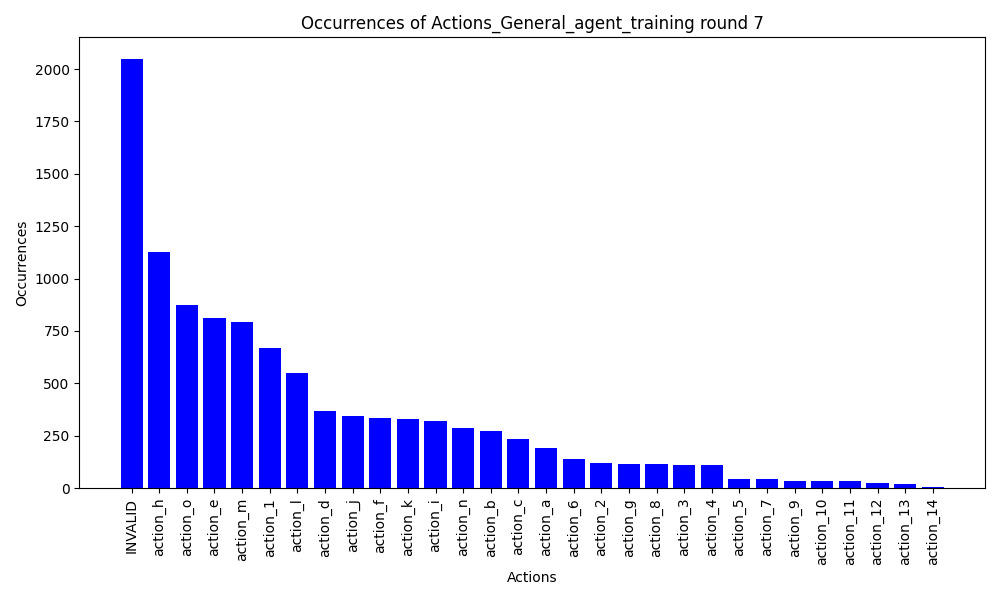 Occurrences of Actions_General_agent_training round 7
Occurrences
2000
1750
1500
1250
1000
750
500
250
0
INVALID
action_h
action_o
action_e
action_m
action_1
action_l
action_d
action_j
action_f
action_k
action_i
action_n
action_b
action_c
action_a
action_6
action_2
action_g
action_8
action_3
action_4
action_5
action_7
action_9
action_10
action_11
action_12
action_13
action_14
Actions